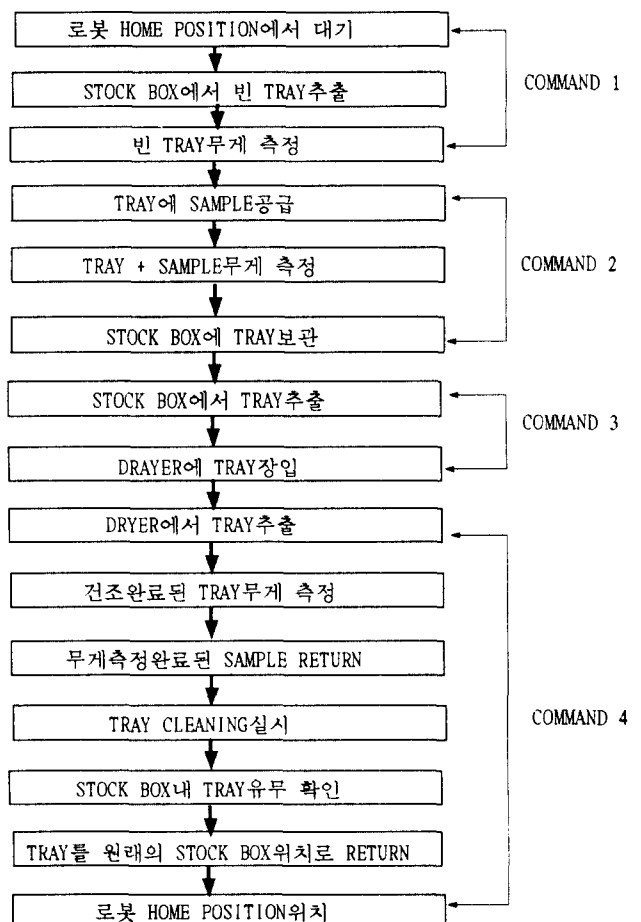 로봇 HOME POSITION에서 대기
STOCK BOX에서 빈 TRAY추출
COMMAND 1
빈 TRAY무게 측정
TRAY에 SAMPLE공급
TRAY + SAMPLE무게 측정
COMMAND 2
STOCK BOX에 TRAY보관
STOCK BOX에서 TRAY추출
COMMAND 3
DRAYER에 TRAY장입
DRYER에서 TRAY추출
건조완료된 TRAY무게 측정
무게측정완료된 SAMPLE RETURN
TRAY CLEANING실시
COMMAND 4
STOCK BOX내 TRAY유무 확인
TRAY를 원래의 STOCK BOX위치로 RETURN
로봇 HOME POSITION위치